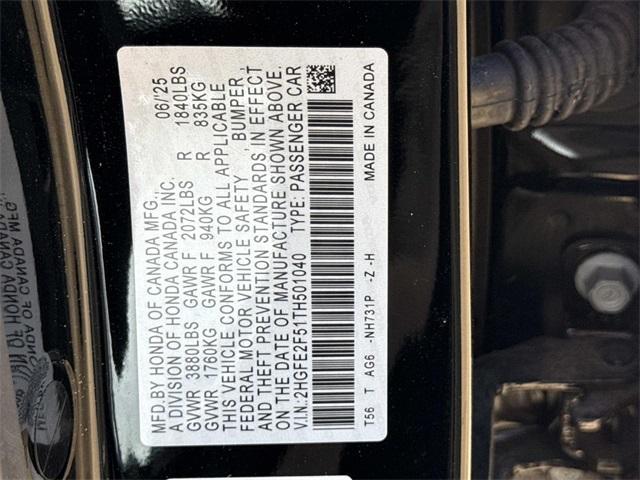 MFD.BY HONDA OF CANADA MFG. 06/'25
A DIVISION OF HONDA CANADA INC.
GVWR 3880LBS GAWR F 2072LBS R 1840LBS
GVWR 1760KG GAWR F 940KG R 835KG
THIS VEHICLE CONFORMS TO ALL APPLICABLE
FEDERAL MOTOR VEHICLE SAFETY , BUMPER ,
AND THEFT PREVENTION STANDARDS IN EFFECT
ON THE DATE OF MANUFACTURE SHOWN ABOVE.
V.I.N.:2HGFE2F51TH501040 TYPE: PASSENGER CAR
T56 T AG6 -NH731P -Z -H MADE IN CANADA